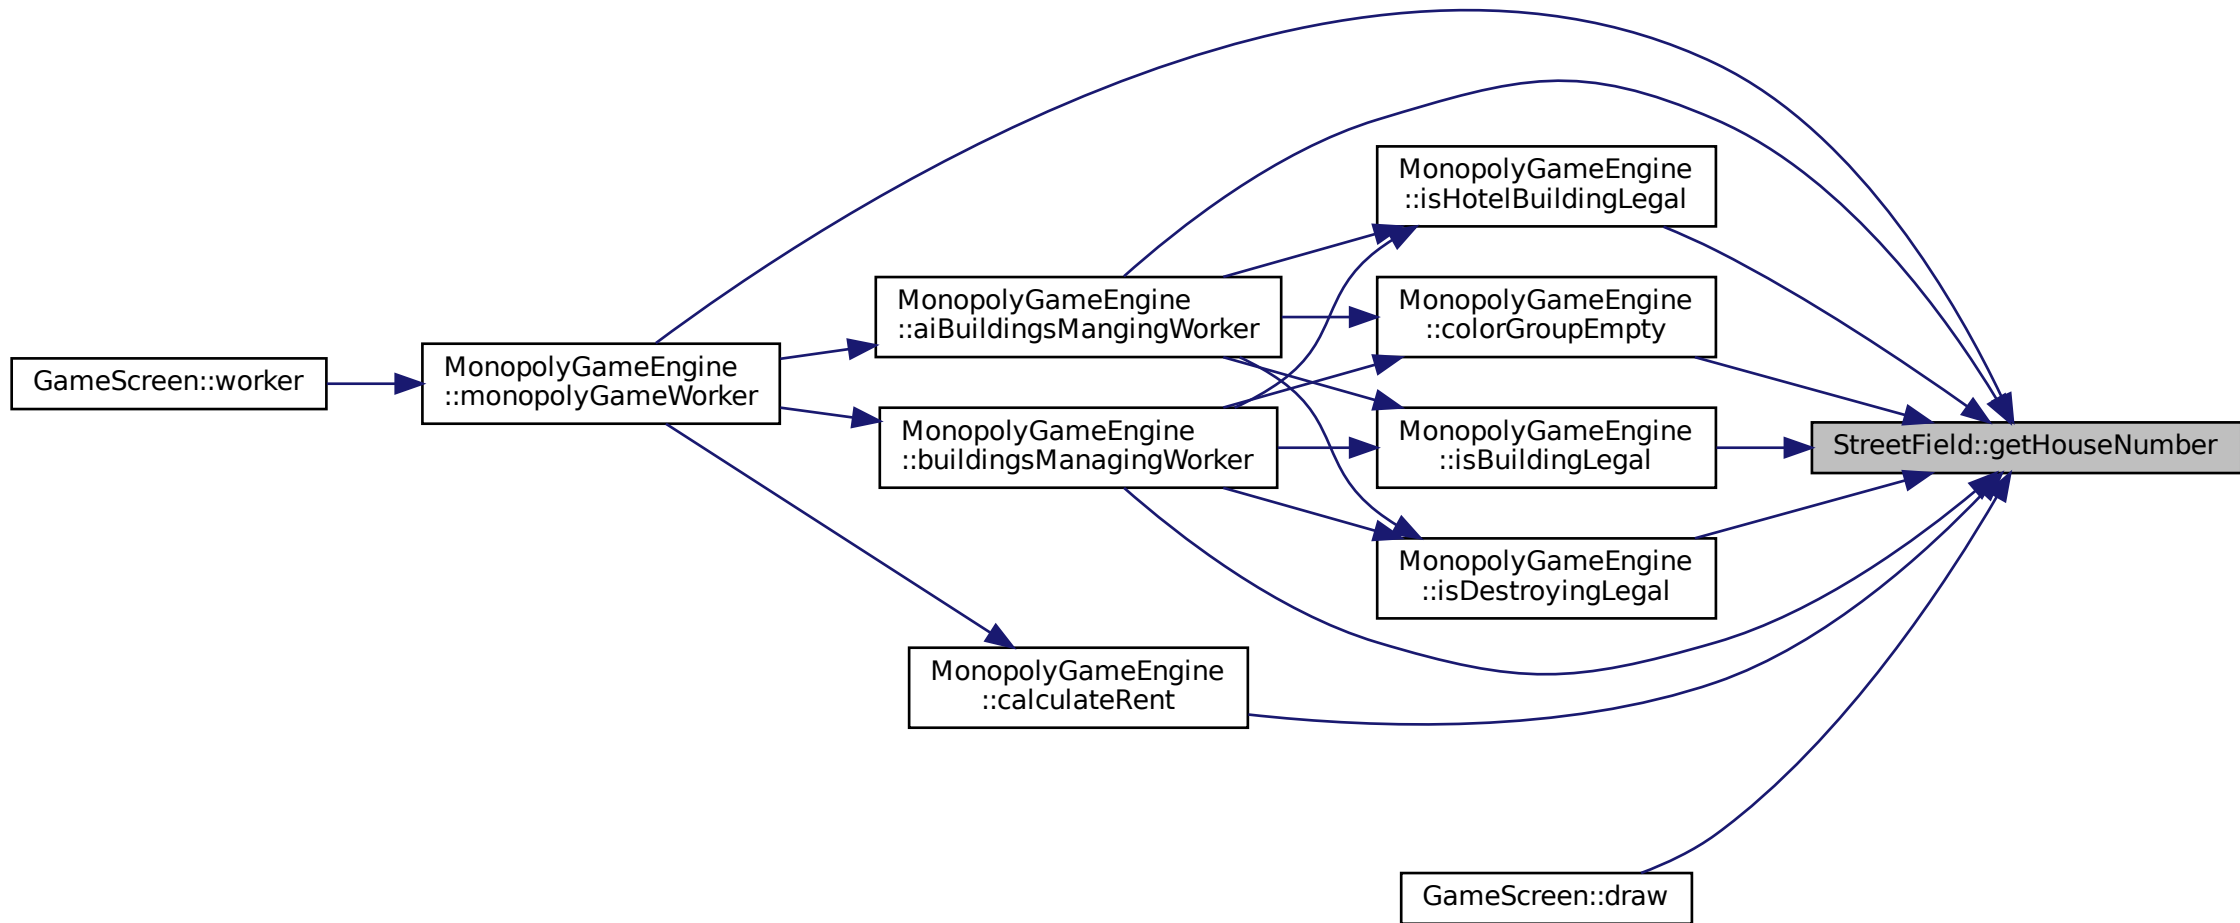 GameScreen::worker
MonopolyGameEngine
::monopolyGameWorker
MonopolyGameEngine
::aiBuildingsMangingWorker
MonopolyGameEngine
::buildingsManagingWorker
MonopolyGameEngine
::calculateRent
MonopolyGameEngine
::isHotelBuildingLegal
MonopolyGameEngine
::colorGroupEmpty
MonopolyGameEngine
::isBuildingLegal
MonopolyGameEngine
::isDestroyingLegal
GameScreen::draw
StreetField::getHouseNumber